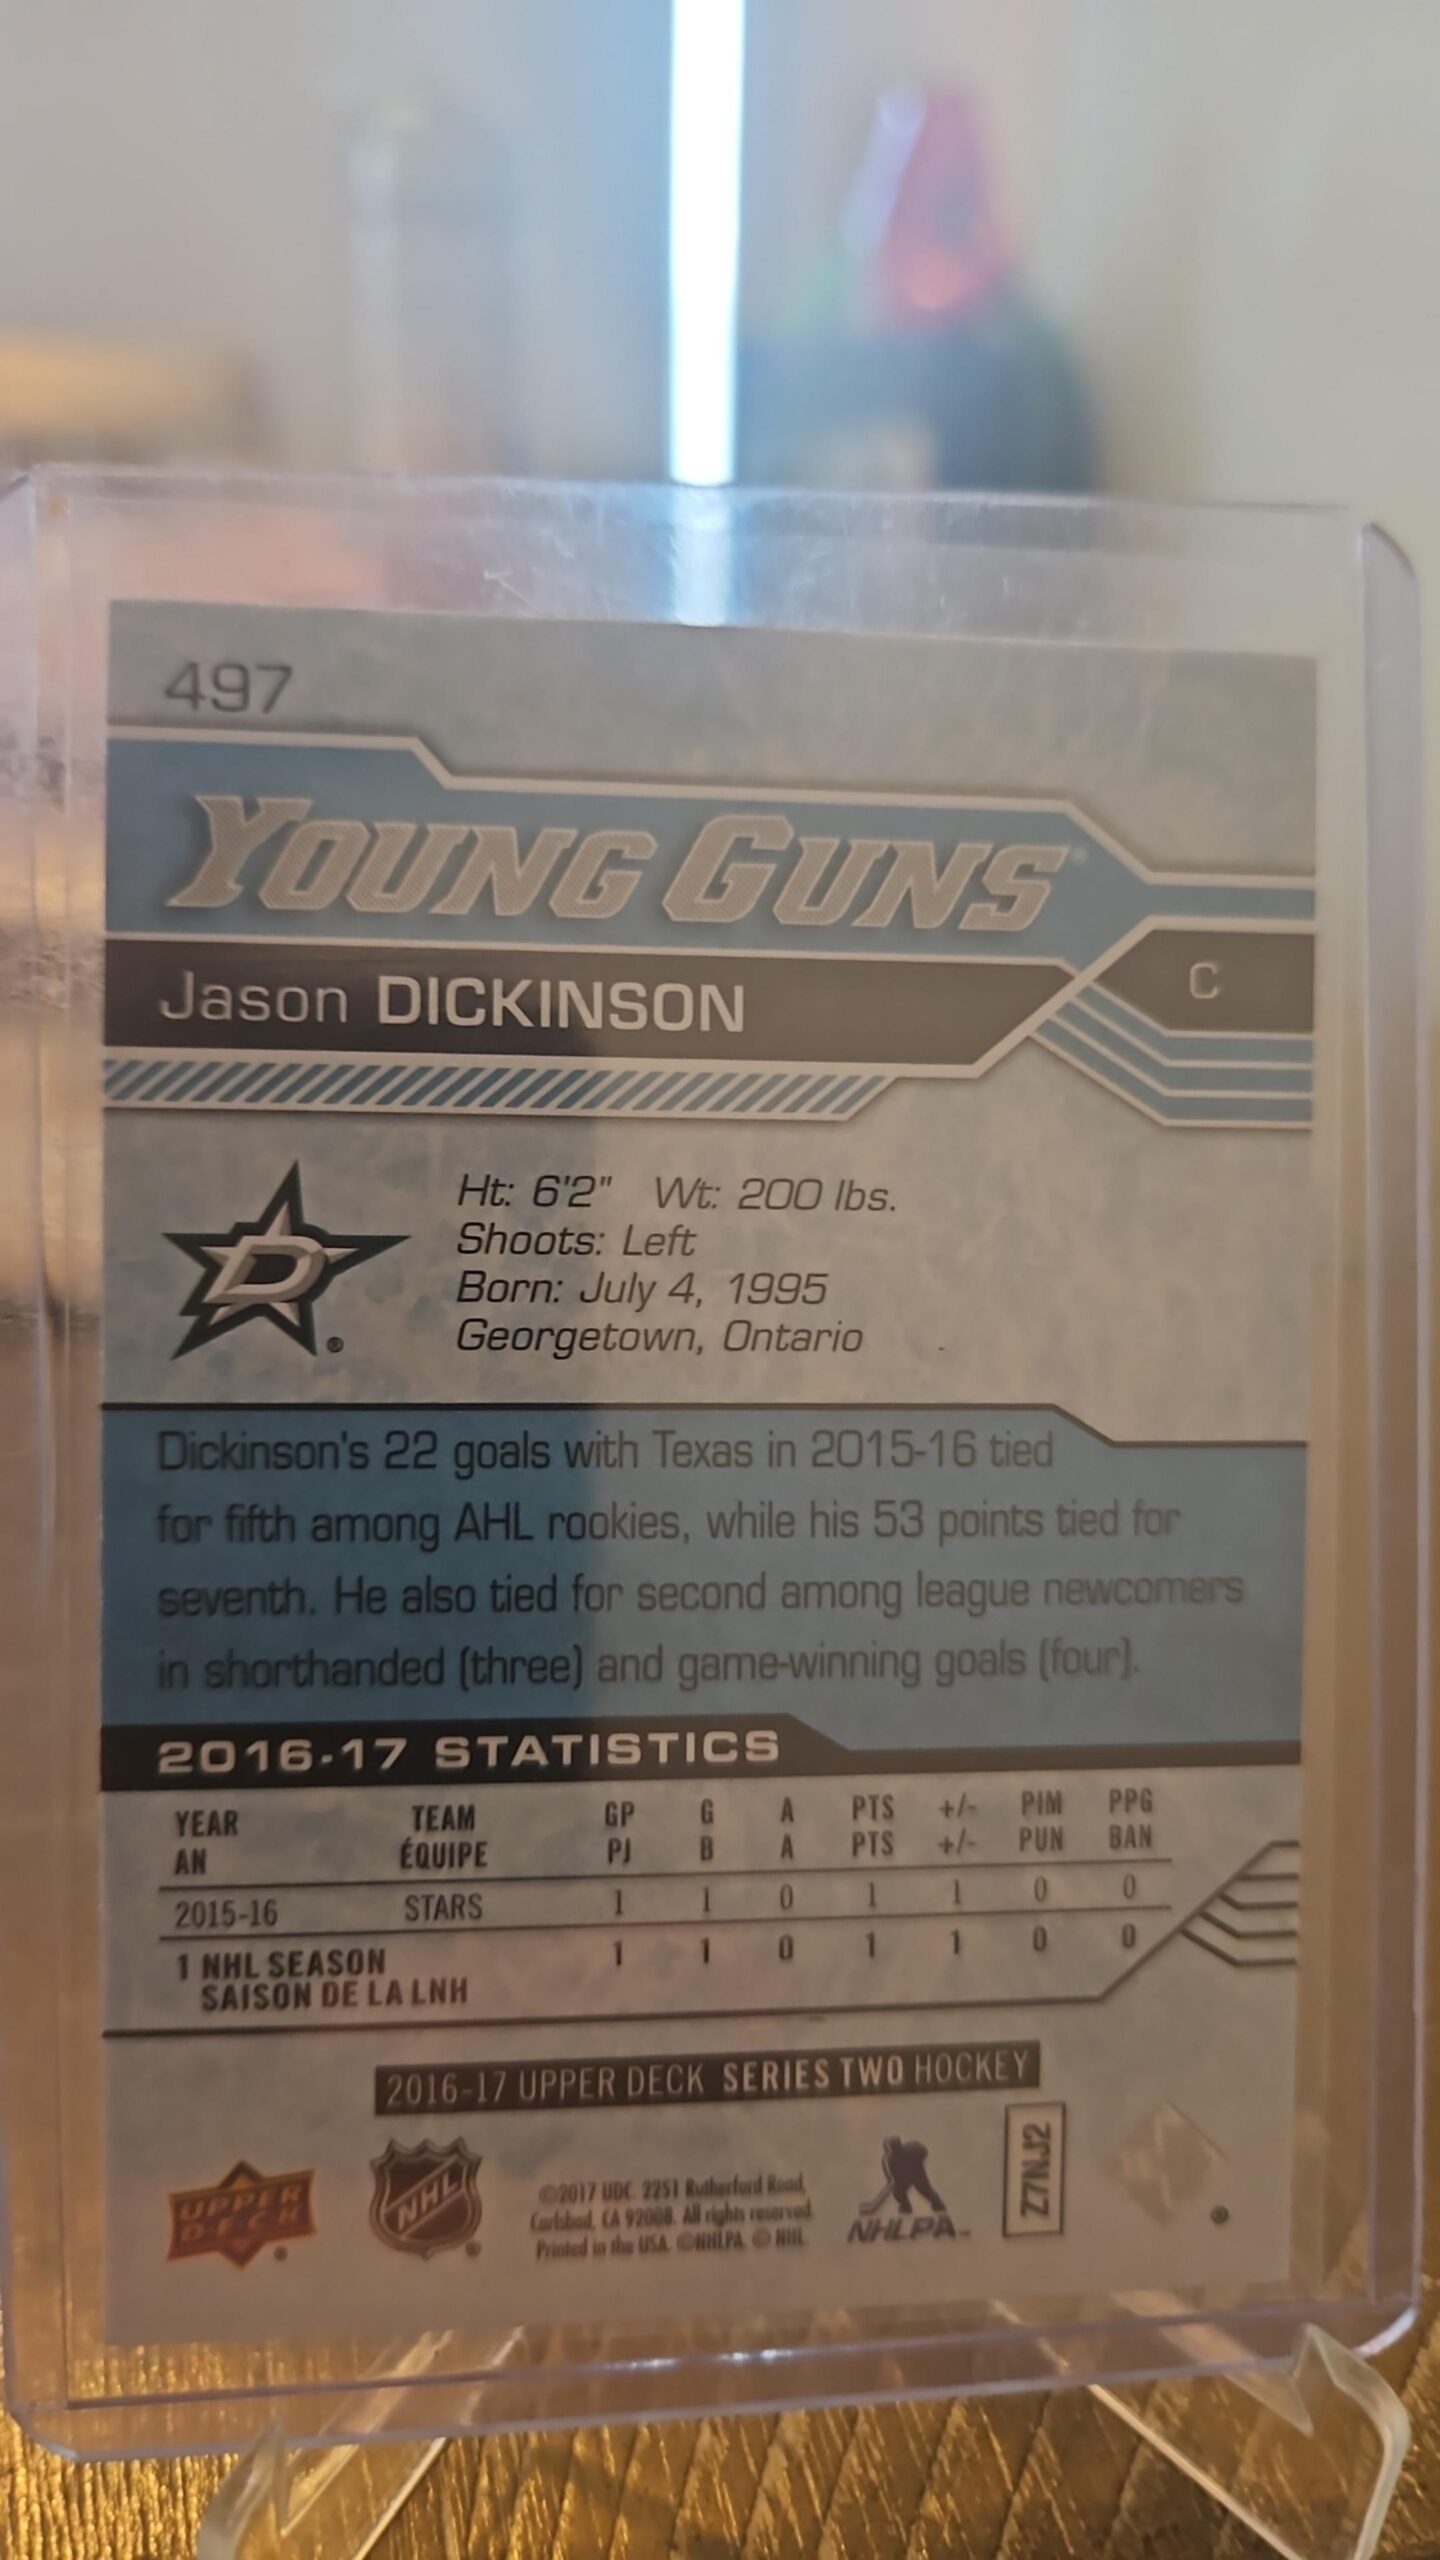 497
YOUNG GUNS
Jason DICKINSON
C
D
®
Ht: 6'2" Wt: 200 lbs.
Shoots: Left
Born: July 4, 1995
Georgetown, Ontario
Dickinson's 22 goals with Texas in 2015-16 tied
for fifth among AHL rookies, while his 53 points tied for
seventh. He also tied for second among league newcomers
in shorthanded (three) and game-winning goals (four).
2016-17 STATISTICS
YEAR TEAM GP G A PTS +/- PIM PPG
AN ÉQUIPE PJ B A PTS +/- PUN BAN
2015-16 STARS 1 1 0 1 1 0 0
1 NHL SEASON 1 1 0 1 1 0 0
SAISON DE LA LNH
2016-17 UPPER DECK SERIES TWO HOCKEY
UPPER
DECK
®
NHL
®
©2017 UDC. 2251 Rutherford Road,
Carlsbad, CA 92008. All rights reserved.
Printed in the USA. ©NHLPA. © NHL.
NHLPA™
Z7NJ2
®